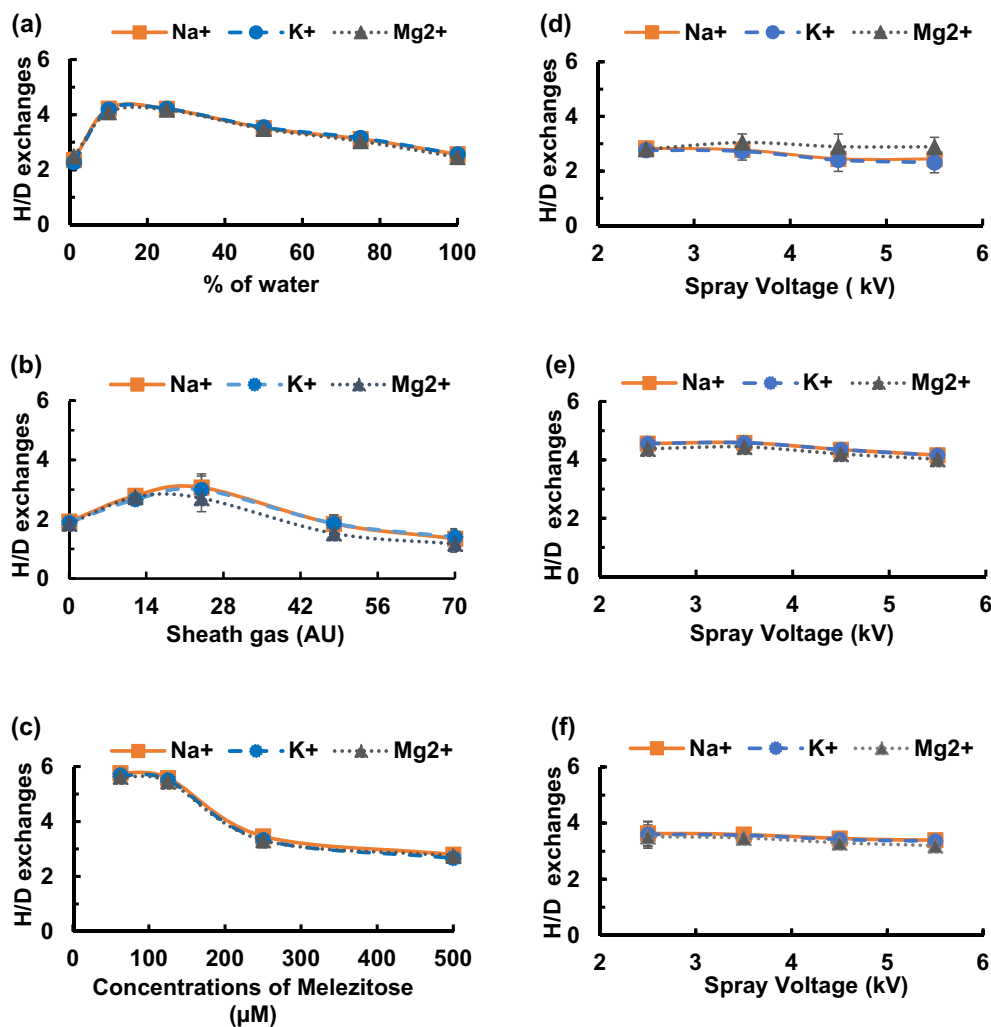 (a)
Na+ K+ Mg2+
H/D exchanges
6
4
2
0
0 20 40 60 80 100
% of water
(d)
Na+ K+ Mg2+
H/D exchanges
6
4
2
0
2 3 4 5 6
Spray Voltage ( kV)
(b)
Na+ K+ Mg2+
H/D exchanges
6
4
2
0
0 14 28 42 56 70
Sheath gas (AU)
(e)
Na+ K+ Mg2+
H/D exchanges
6
4
2
0
2 3 4 5 6
Spray Voltage (kV)
(c)
Na+ K+ Mg2+
H/D exchanges
6
4
2
0
0 100 200 300 400 500
Concentrations of Melezitose
(µM)
(f)
Na+ K+ Mg2+
H/D exchanges
6
4
2
0
2 3 4 5 6
Spray Voltage (kV)